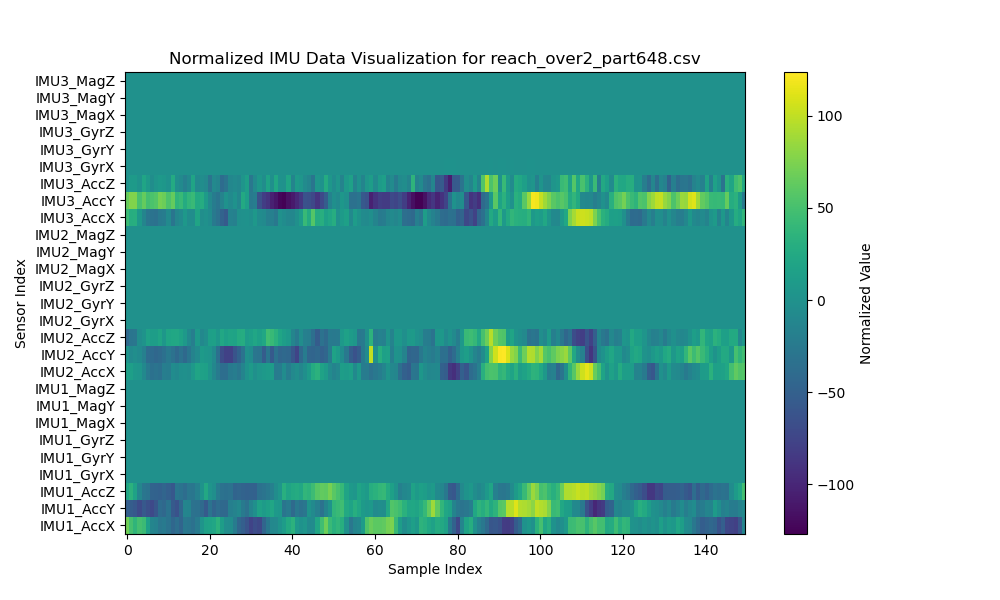 Normalized IMU Data Visualization for reach_over2_part648.csv
IMU3_MagZ
IMU3_MagY
IMU3_MagX
IMU3_GyrZ
IMU3_GyrY
IMU3_GyrX
IMU3_AccZ
IMU3_AccY
IMU3_AccX
IMU2_MagZ
IMU2_MagY
IMU2_MagX
IMU2_GyrZ
IMU2_GyrY
IMU2_GyrX
IMU2_AccZ
IMU2_AccY
IMU2_AccX
IMU1_MagZ
IMU1_MagY
IMU1_MagX
IMU1_GyrZ
IMU1_GyrY
IMU1_GyrX
IMU1_AccZ
IMU1_AccY
IMU1_AccX
Sensor Index
0 20 40 60 80 100 120 140
Sample Index
100
50
0
−50
−100
Normalized Value